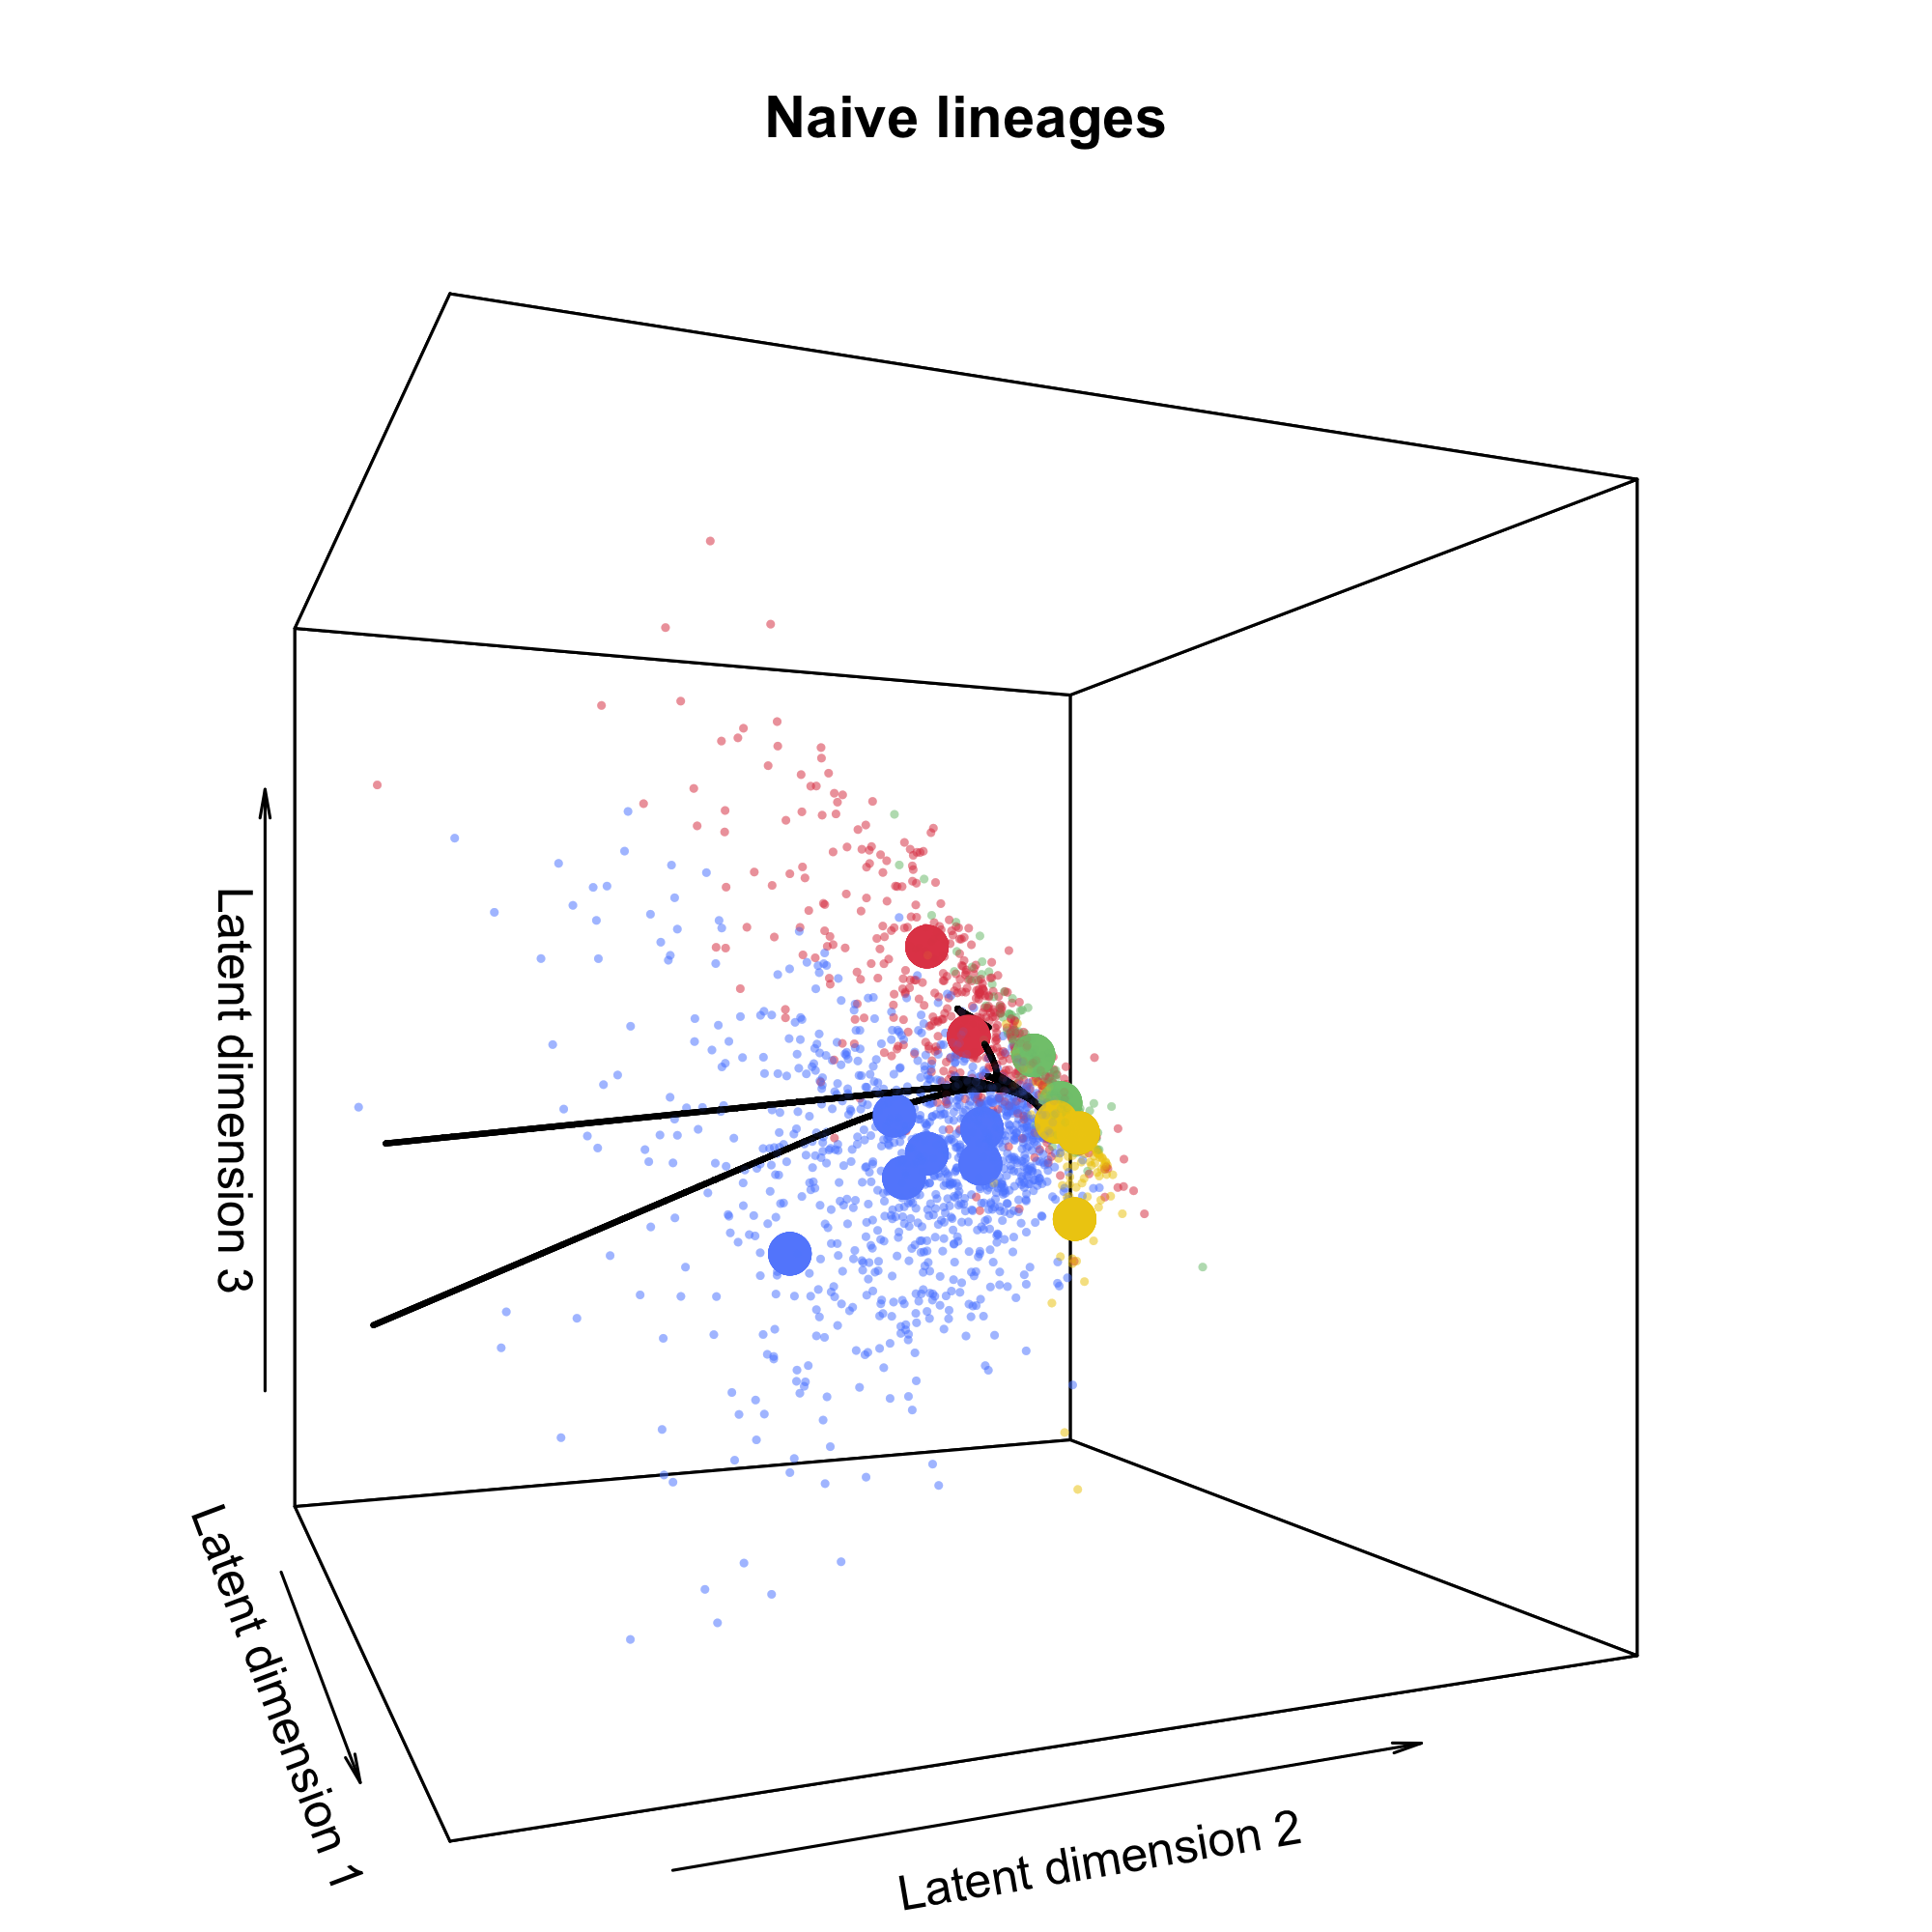 Naive lineages
Latent dimension 3
Latent dimension 1
Latent dimension 2